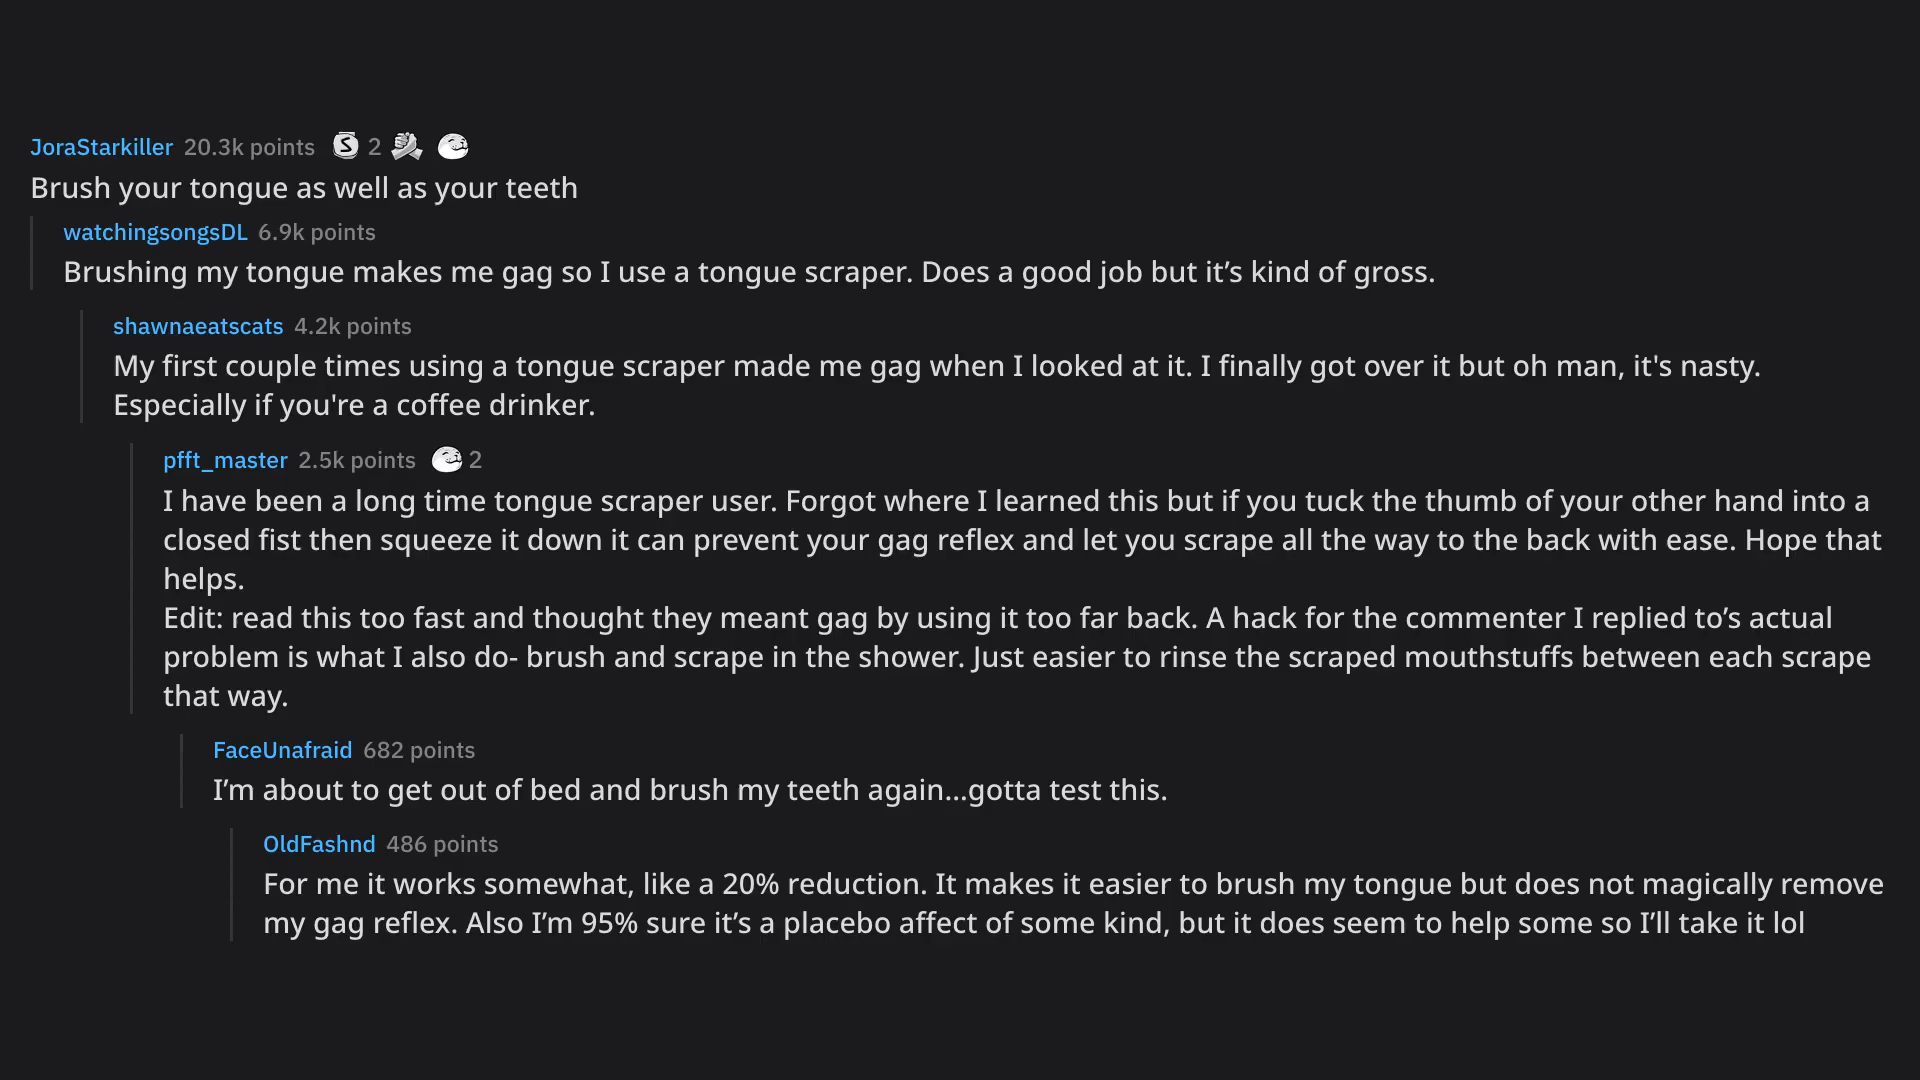 JoraStarkiller 20.3k points S 2
Brush your tongue as well as your teeth
watchingsongsDL 6.9k points
Brushing my tongue makes me gag so I use a tongue scraper. Does a good job but it’s kind of gross.
shawnaeatscats 4.2k points
My first couple times using a tongue scraper made me gag when I looked at it. I finally got over it but oh man, it's nasty.
Especially if you're a coffee drinker.
pfft_master 2.5k points 2
I have been a long time tongue scraper user. Forgot where I learned this but if you tuck the thumb of your other hand into a
closed fist then squeeze it down it can prevent your gag reflex and let you scrape all the way to the back with ease. Hope that
helps.
Edit: read this too fast and thought they meant gag by using it too far back. A hack for the commenter I replied to’s actual
problem is what I also do- brush and scrape in the shower. Just easier to rinse the scraped mouthstuffs between each scrape
that way.
FaceUnafraid 682 points
I’m about to get out of bed and brush my teeth again...gotta test this.
OldFashnd 486 points
For me it works somewhat, like a 20% reduction. It makes it easier to brush my tongue but does not magically remove
my gag reflex. Also I’m 95% sure it’s a placebo affect of some kind, but it does seem to help some so I’ll take it lol